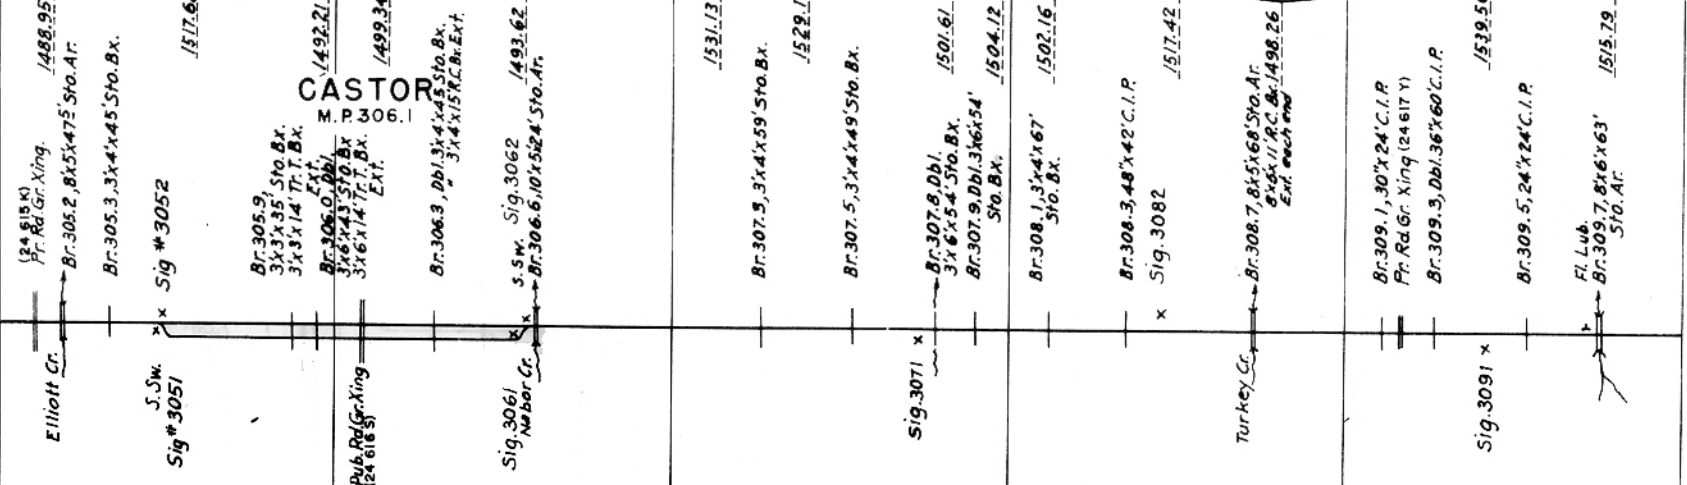 (24 615K)
Pr. Rd. Gr. Xing.
1488.95
Br. 305.2, 8'x5'x47⁵' Sto. Ar.
Elliott Cr.
Br. 305.3, 3'x4'x45' Sto. Bx.
Sig #3052
S. Sw.
Sig #3051
1517.6
Br. 305.9,
3'x3'x35' Sto. Bx.
3'x3'x14' Tr. T. Bx.
Ext.
1492.21
Br. 306.0, Dbl.
3'x6'x43' Sto. Bx
3'x6'x14' Tr. T. Bx.
Ext.
1499.34
CASTOR
M.P. 306.1
Pub. Rd. Gr. Xing
(24 616 S)
Br. 306.3, Dbl. 3'x4'x45' Sto. Bx.
" 3'x4'x15' R.C. Bx. Ext.
S. Sw. Sig. 3062
1493.62
Br. 306.6, 10'x5'x24' Sto. Ar.
Sig. 3061
Nabor Cr.
1531.13
Br. 307.3, 3'x4'x59' Sto. Bx.
1529.1
Br. 307.5, 3'x4'x49' Sto. Bx.
Sig. 3071
1501.61
Br. 307.8, Dbl.
3'x6'x54' Sto. Bx.
1504.12
Br. 307.9, Dbl. 3'x6'x54'
Sto. Bx.
1502.16
Br. 308.1, 3'x4'x67'
Sto. Bx.
Br. 308.3, 48"x42' C.I.P.
Sig. 3082
1517.42
Br. 308.7, 8'x5'x68' Sto. Ar.
8'x6'x11' R.C. Bx. 1498.26
Ext. each end
Turkey Cr.
Br. 309.1, 30"x24' C.I.P.
Pr. Rd. Gr. Xing (24 617 Y)
Br. 309.3, Dbl. 36"x60' C.I.P.
1539.5
Sig. 3091
Br. 309.5, 24"x24' C.I.P.
Fl. Lub.
1515.79
Br. 309.7, 8'x6'x63'
Sto. Ar.